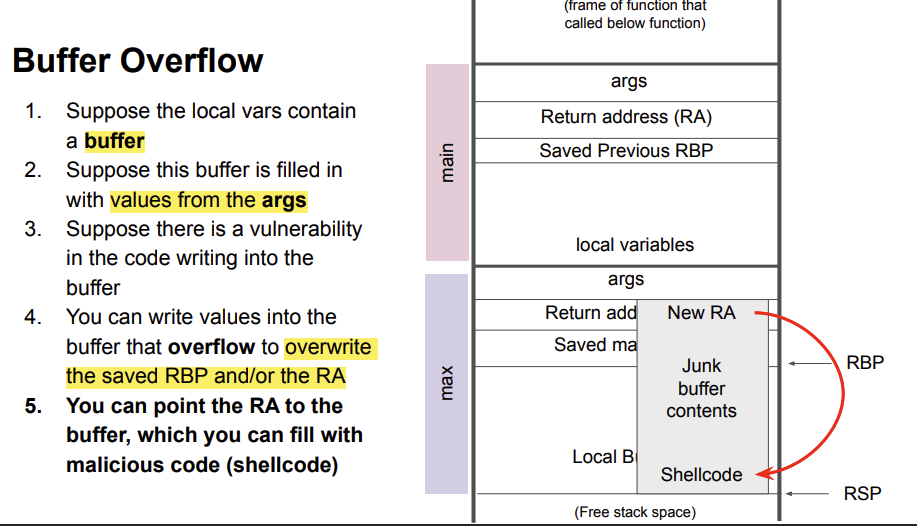 Buffer Overflow
1. Suppose the local vars contain
a buffer
2. Suppose this buffer is filled in
with values from the args
3. Suppose there is a vulnerability
in the code writing into the
buffer
4. You can write values into the
buffer that overflow to overwrite
the saved RBP and/or the RA
5. You can point the RA to the
buffer, which you can fill with
malicious code (shellcode)
(frame of function that
called below function)
main
args
Return address (RA)
Saved Previous RBP
local variables
max
args
Return add
New RA
Saved ma
Junk
buffer
contents
RBP
Local B
Shellcode
RSP
(Free stack space)